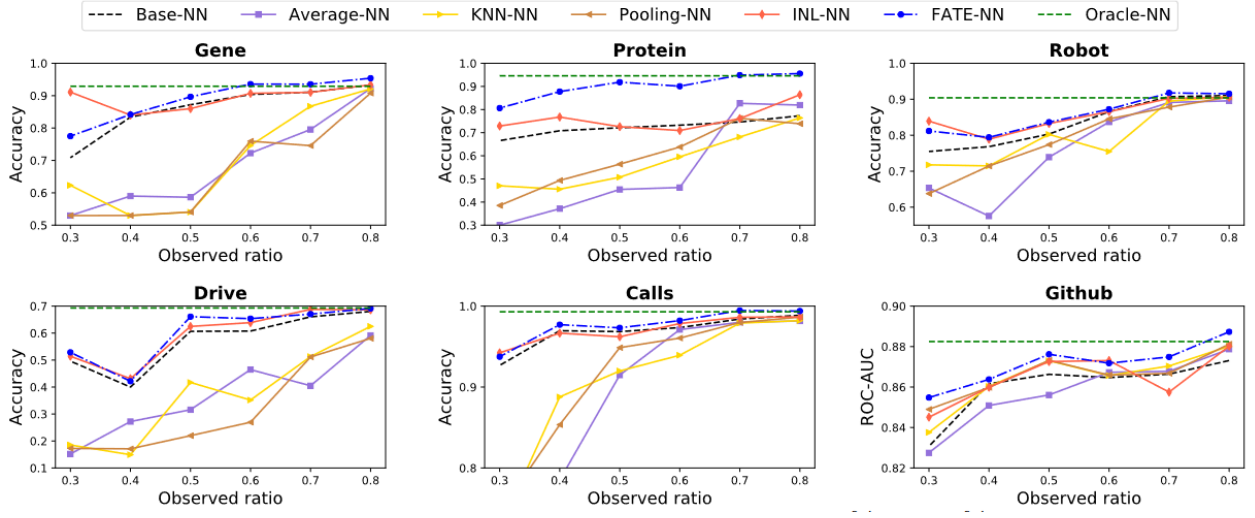 Base-NN Average-NN KNN-NN Pooling-NN INL-NN FATE-NN Oracle-NN
Gene
Accuracy
1.0
0.9
0.8
0.7
0.6
0.5
0.3 0.4 0.5 0.6 0.7 0.8
Observed ratio
Protein
Accuracy
1.0
0.9
0.8
0.7
0.6
0.5
0.4
0.3
0.3 0.4 0.5 0.6 0.7 0.8
Observed ratio
Robot
Accuracy
1.0
0.9
0.8
0.7
0.6
0.3 0.4 0.5 0.6 0.7 0.8
Observed ratio
Drive
Accuracy
0.7
0.6
0.5
0.4
0.3
0.2
0.1
0.3 0.4 0.5 0.6 0.7 0.8
Observed ratio
Calls
Accuracy
1.0
0.9
0.8
0.3 0.4 0.5 0.6 0.7 0.8
Observed ratio
Github
ROC-AUC
0.90
0.88
0.86
0.84
0.82
0.3 0.4 0.5 0.6 0.7 0.8
Observed ratio